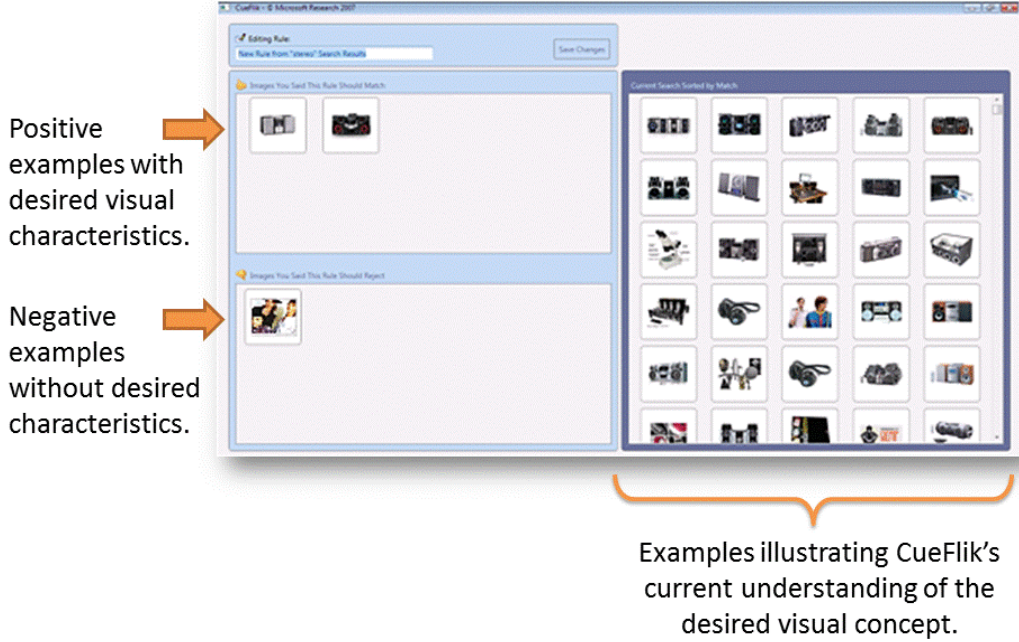 CueFlik - © Microsoft Research 2007
Editing Rule:
New Rule from "stereo" Search Results
Save Changes
Images You Said This Rule Should Match
Current Search Sorted by Match
Positive
examples with
desired visual
characteristics.
Images You Said This Rule Should Reject
Negative
examples
without desired
characteristics.
Examples illustrating CueFlik's
current understanding of the
desired visual concept.